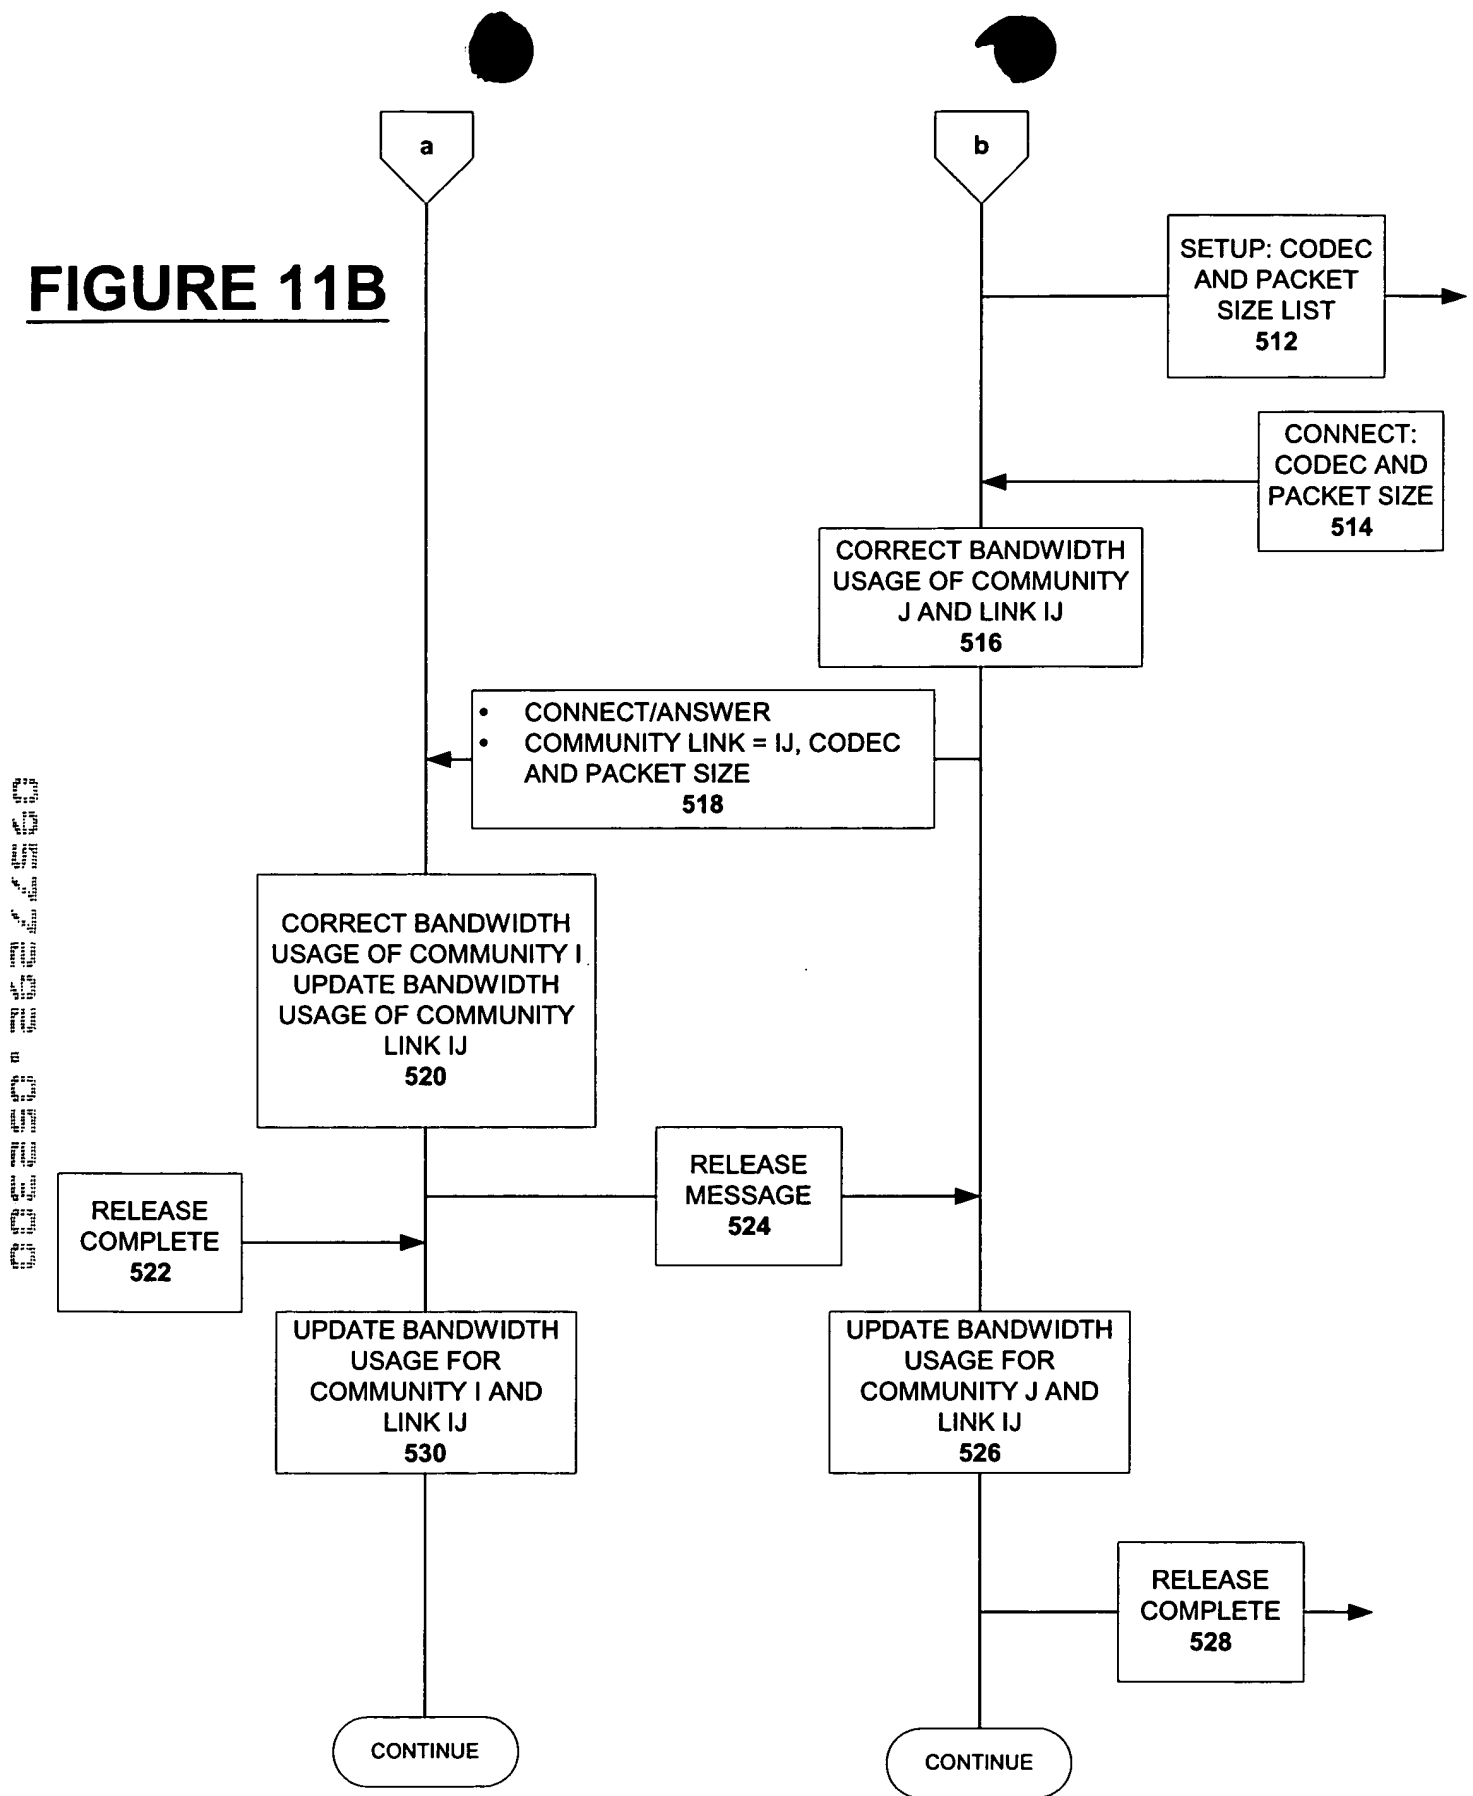 a
b
FIGURE 11B
SETUP: CODEC
AND PACKET
SIZE LIST
512
CONNECT:
CODEC AND
PACKET SIZE
514
CORRECT BANDWIDTH
USAGE OF COMMUNITY
J AND LINK IJ
516
• CONNECT/ANSWER
• COMMUNITY LINK = IJ, CODEC
AND PACKET SIZE
518
CORRECT BANDWIDTH
USAGE OF COMMUNITY I
UPDATE BANDWIDTH
USAGE OF COMMUNITY
LINK IJ
520
RELEASE
COMPLETE
522
RELEASE
MESSAGE
524
UPDATE BANDWIDTH
USAGE FOR
COMMUNITY I AND
LINK IJ
530
UPDATE BANDWIDTH
USAGE FOR
COMMUNITY J AND
LINK IJ
526
RELEASE
COMPLETE
528
CONTINUE
CONTINUE